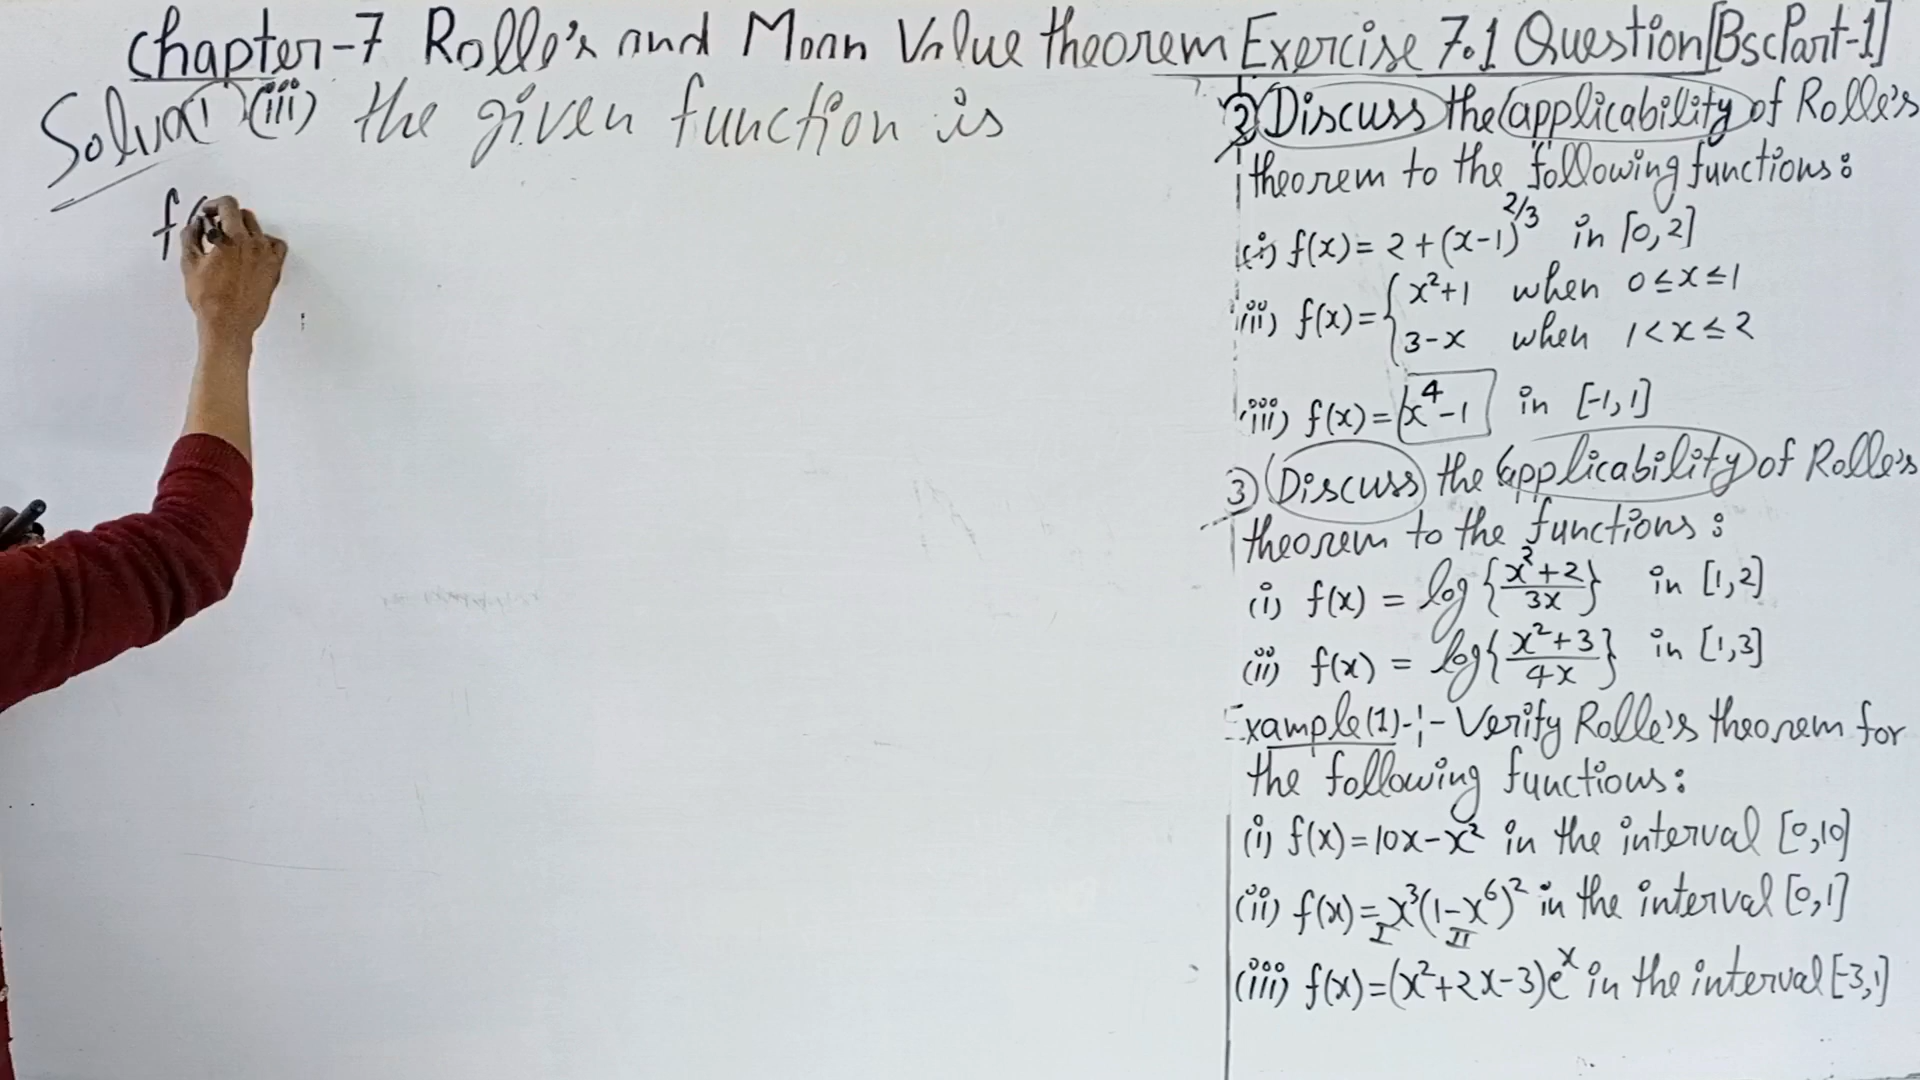 Chapter-7 Rolle's and Mean Value theorem Exercise 7.1 Question [Bsc Part-1]
(iii) the given function is
f(
2) Discuss the applicability of Rolle's
theorem to the following functions:
(i) f(x) = 2 + (x-1)^2/3 in [0,2]
(ii) f(x) = { x²+1 when 0 ≤ x ≤ 1
3-x when 1 < x ≤ 2
(iii) f(x) = x⁴-1 in [-1,1]
3) Discuss the applicability of Rolle's
theorem to the functions:
(i) f(x) = log { x²+2 / 3x } in [1,2]
(ii) f(x) = log { x²+3 / 4x } in [1,3]
Example(1)-:- Verify Rolle's theorem for
the following functions:
(i) f(x) = 10x-x² in the interval [0,10]
(ii) f(x) = x³(1-x⁶)² in the interval [0,1]
I II
(iii) f(x) = (x²+2x-3)eˣ in the interval [-3,1]